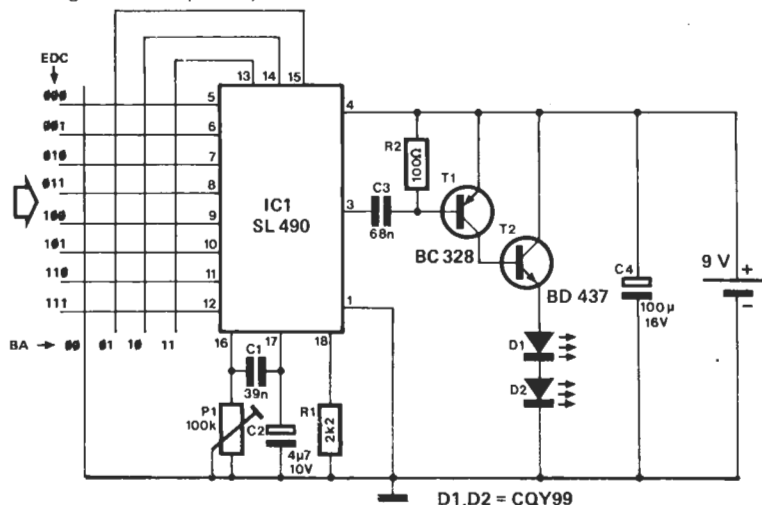 EDC
13 14 15
000 5 4
001 6
010 7 R2 100Ω
011 8 T1
IC1 C3
SL 490 3
100 9 68n T2
101 10 BC 328
110 11 C4 9 V +
100µ -
16V
111 12 1 BD 437
BA 00 01 10 11
16 17 18
C1 D1
39n
P1 R1 D2
100k C2 2k2
4µ7
10V
D1,D2 = CQY99